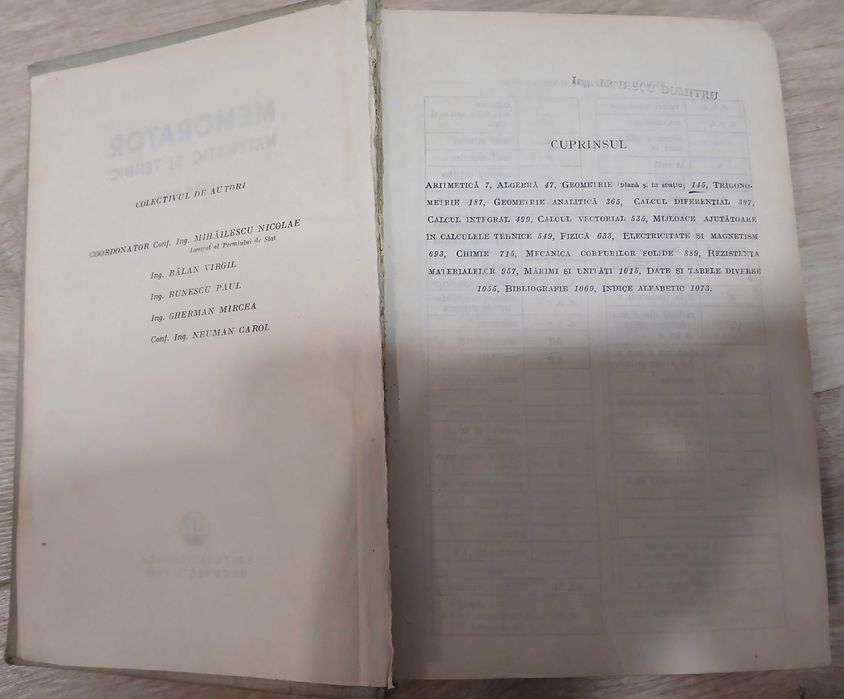 MEMORATOR
MATEMATIC ȘI TEHNIC
COLECTIVUL DE AUTORI
COORDONATOR Conf. Ing. MIHĂILESCU NICOLAE
Laureat al Premiului de Stat
Ing. BĂLAN VIRGIL
Ing. BUNESCU PAUL
Ing. GHERMAN MIRCEA
Conf. Ing. NEUMAN CAROL
EDITURA TEHNICĂ
Ing. DUMITRU
CUPRINSUL
ARITMETICĂ 7, ALGEBRĂ 47, GEOMETRIE (plană și în spațiu) 145, TRIGONO-
METRIE 187, GEOMETRIE ANALITICĂ 365, CALCUL DIFERENȚIAL 397,
CALCUL INTEGRAL 499, CALCUL VECTORIAL 535, MIJLOACE AJUTĂTOARE
ÎN CALCULELE TEHNICE 549, FIZICĂ 633, ELECTRICITATE ȘI MAGNETISM
693, CHIMIE 715, MECANICA CORPURILOR SOLIDE 889, REZISTENȚA
MATERIALELOR 957, MĂRIMI ȘI UNITĂȚI 1015, DATE ȘI TABELE DIVERSE
1055, BIBLIOGRAFIE 1069, INDICE ALFABETIC 1073.